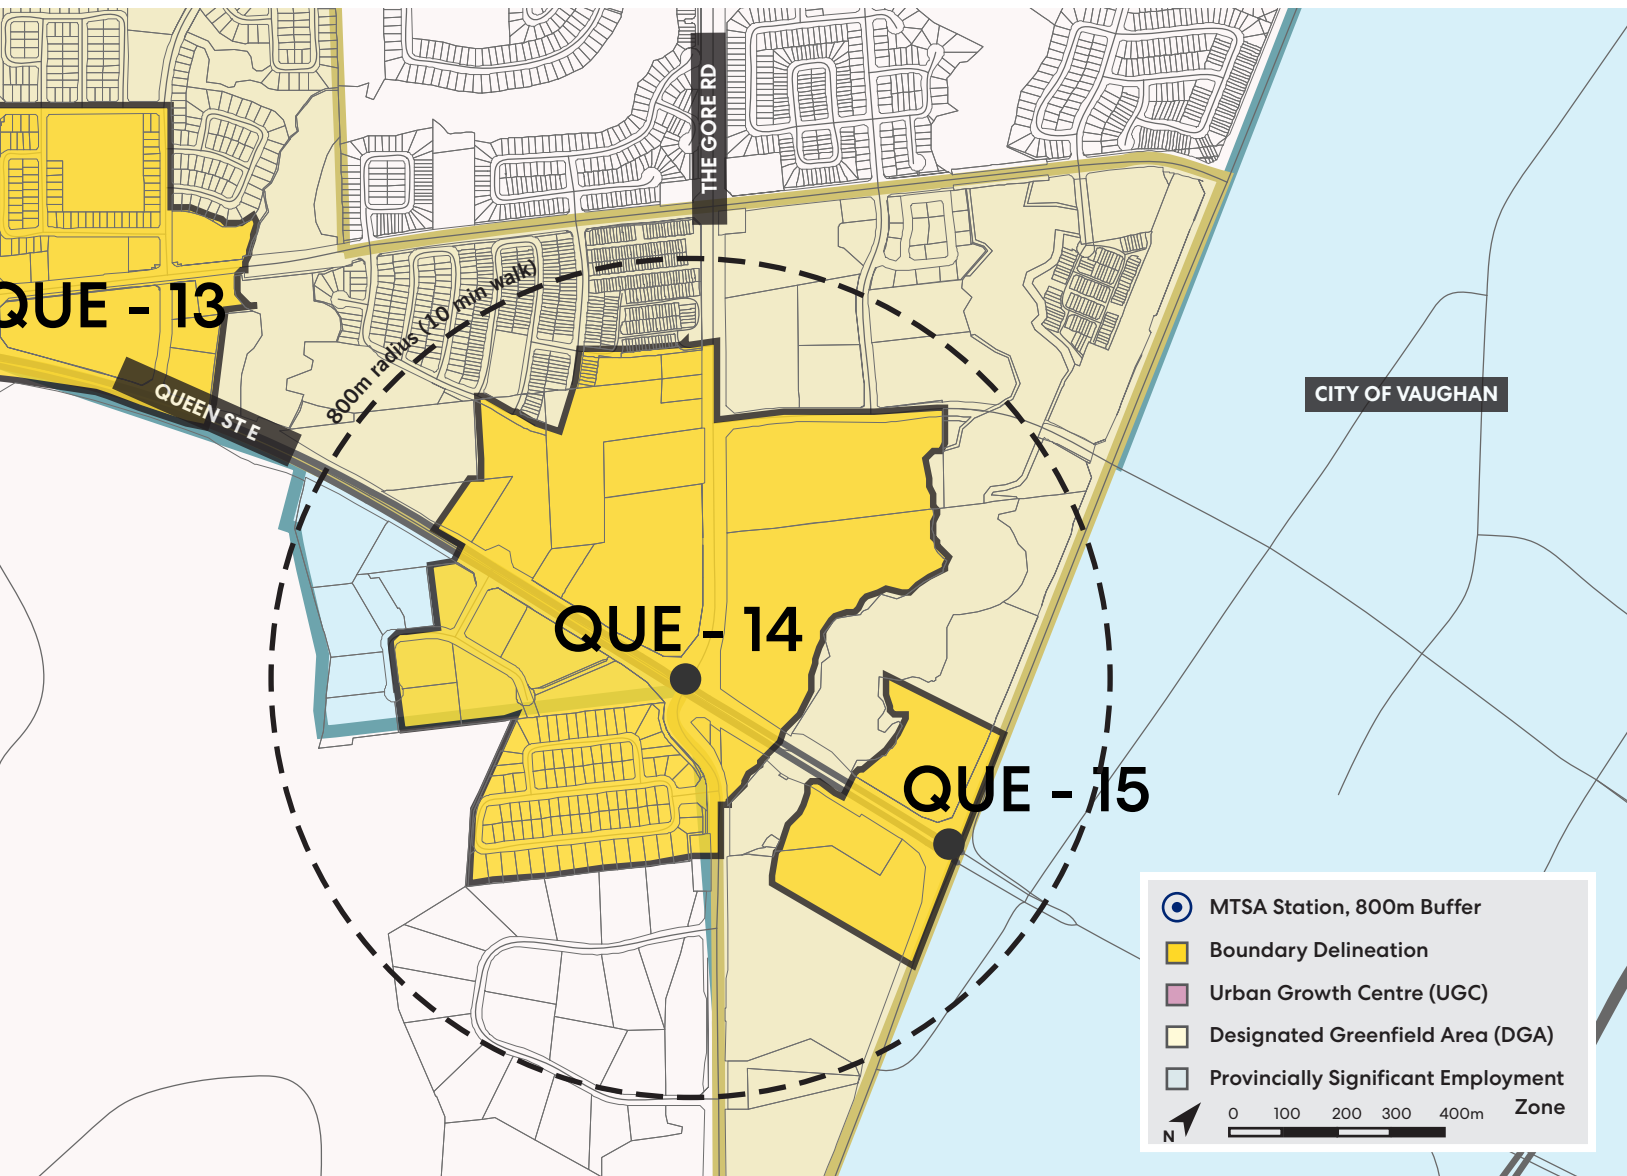 THE GORE RD
800m radius (10 min walk)
QUE - 13
QUEEN ST E
CITY OF VAUGHAN
QUE - 14
QUE - 15
MTSA Station, 800m Buffer
Boundary Delineation
Urban Growth Centre (UGC)
Designated Greenfield Area (DGA)
Provincially Significant Employment
Zone
N
0 100 200 300 400m